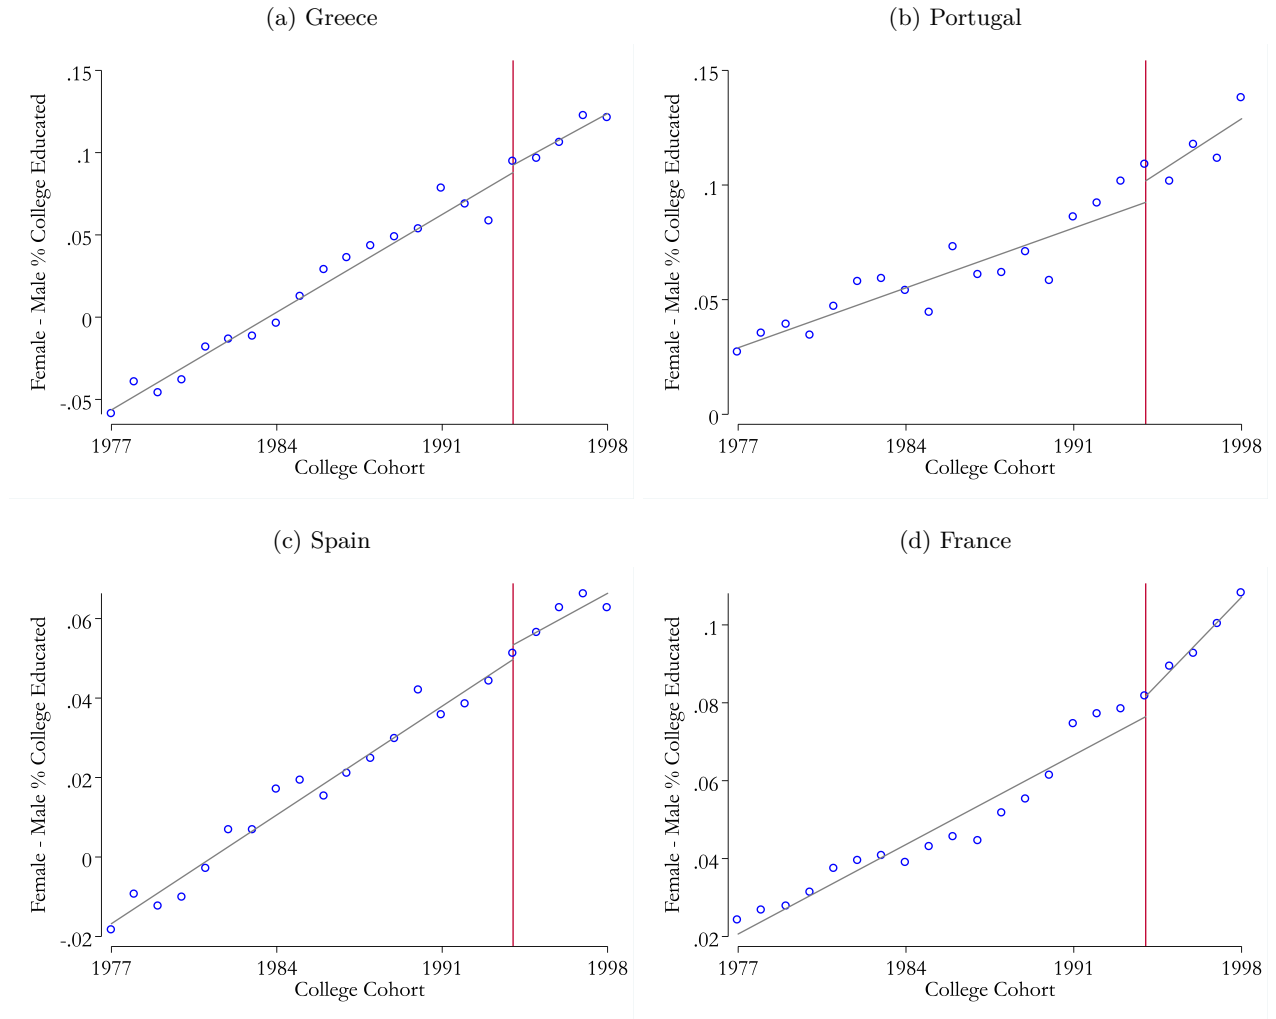 (a) Greece
Female - Male % College Educated
.15
.1
.05
0
-.05
1977 1984 1991 1998
College Cohort
(b) Portugal
Female - Male % College Educated
.15
.1
.05
0
1977 1984 1991 1998
College Cohort
(c) Spain
Female - Male % College Educated
.06
.04
.02
0
-.02
1977 1984 1991 1998
College Cohort
(d) France
Female - Male % College Educated
.1
.08
.06
.04
.02
1977 1984 1991 1998
College Cohort